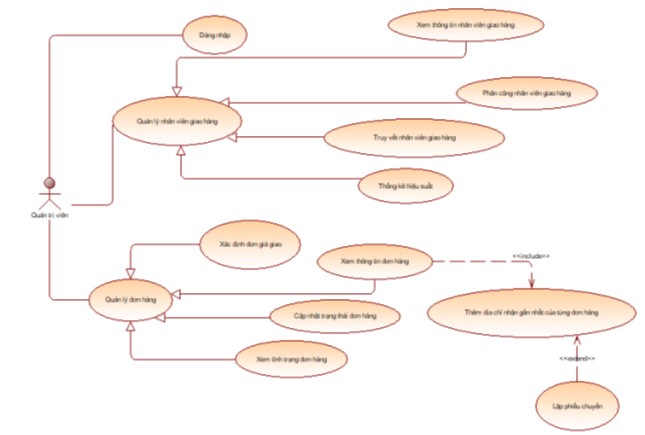 Xem thông tin nhân viên giao hàng
Đăng nhập
Phân công nhân viên giao hàng
Quản lý nhân viên giao hàng
Truy vết nhân viên giao hàng
Thống kê hiệu suất
Quản trị viên
Xác định đơn giá giao
Xem thông tin đơn hàng
<<include>>
Quản lý đơn hàng
Cập nhật trạng thái đơn hàng
Thêm địa chỉ nhận gần nhất của từng đơn hàng
Xem tình trạng đơn hàng
<<extend>>
Lập phiếu chuyển